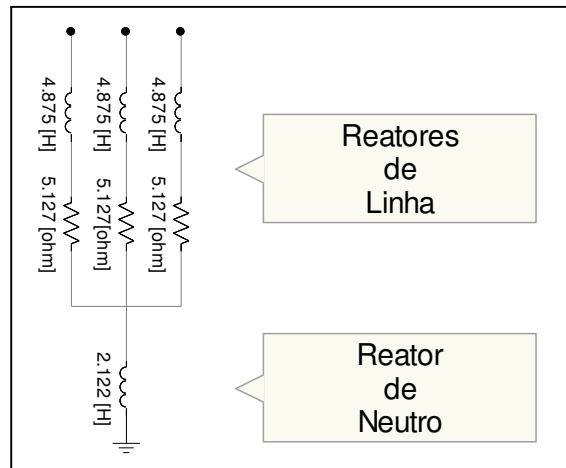 4.875 [H]
4.875 [H]
4.875 [H]
5.127 [ohm]
5.127[ohm]
5.127 [ohm]
Reatores
de
Linha
2.122 [H]
Reator
de
Neutro